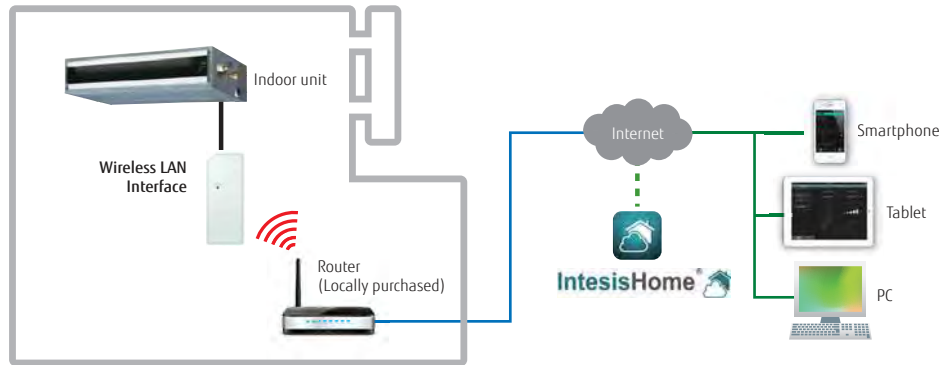 Indoor unit
Wireless LAN
Interface
Router
(Locally purchased)
Internet
IntesisHome®
Smartphone
Tablet
PC